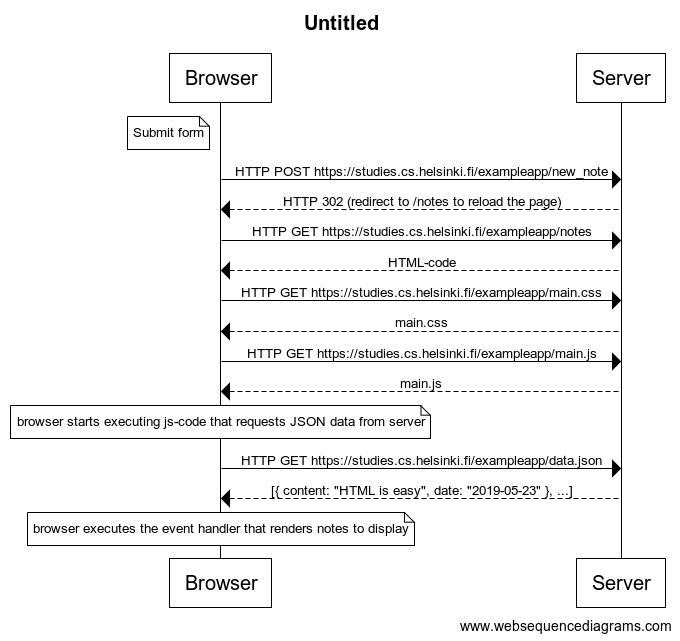 Untitled
Browser
Server
Submit form
HTTP POST https://studies.cs.helsinki.fi/exampleapp/new_note
HTTP 302 (redirect to /notes to reload the page)
HTTP GET https://studies.cs.helsinki.fi/exampleapp/notes
HTML-code
HTTP GET https://studies.cs.helsinki.fi/exampleapp/main.css
main.css
HTTP GET https://studies.cs.helsinki.fi/exampleapp/main.js
main.js
browser starts executing js-code that requests JSON data from server
HTTP GET https://studies.cs.helsinki.fi/exampleapp/data.json
[{ content: "HTML is easy", date: "2019-05-23" }, ...]
browser executes the event handler that renders notes to display
Browser
Server
www.websequencediagrams.com